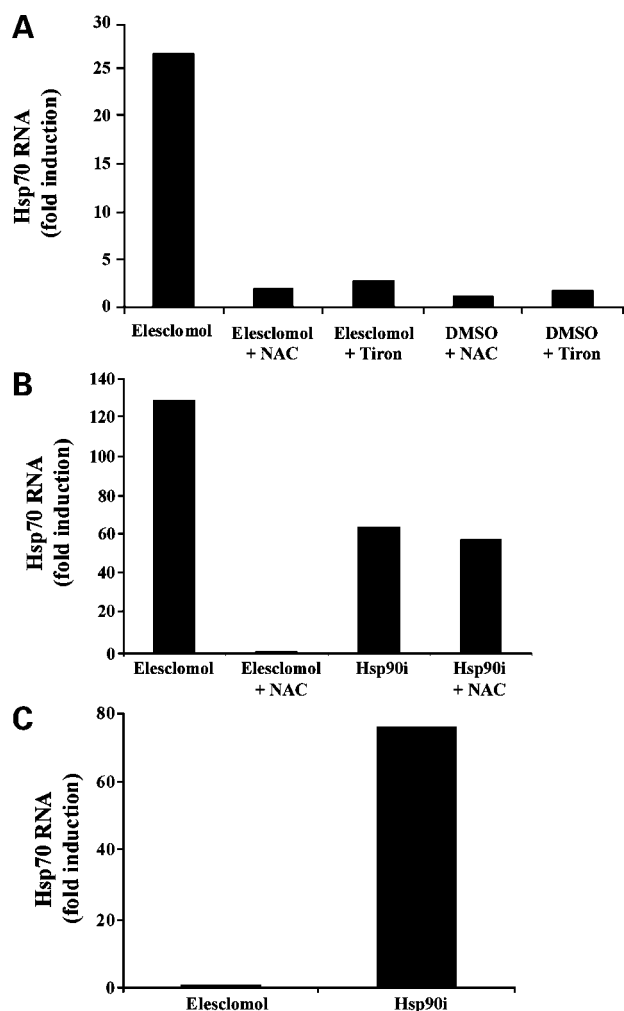 A
Hsp70 RNA
(fold induction)
30
25
20
15
10
5
0
Elesclomol
Elesclomol
+ NAC
Elesclomol
+ Tiron
DMSO
+ NAC
DMSO
+ Tiron
B
Hsp70 RNA
(fold induction)
140
120
100
80
60
40
20
0
Elesclomol
Elesclomol
+ NAC
Hsp90i
Hsp90i
+ NAC
C
Hsp70 RNA
(fold induction)
80
60
40
20
0
Elesclomol
Hsp90i